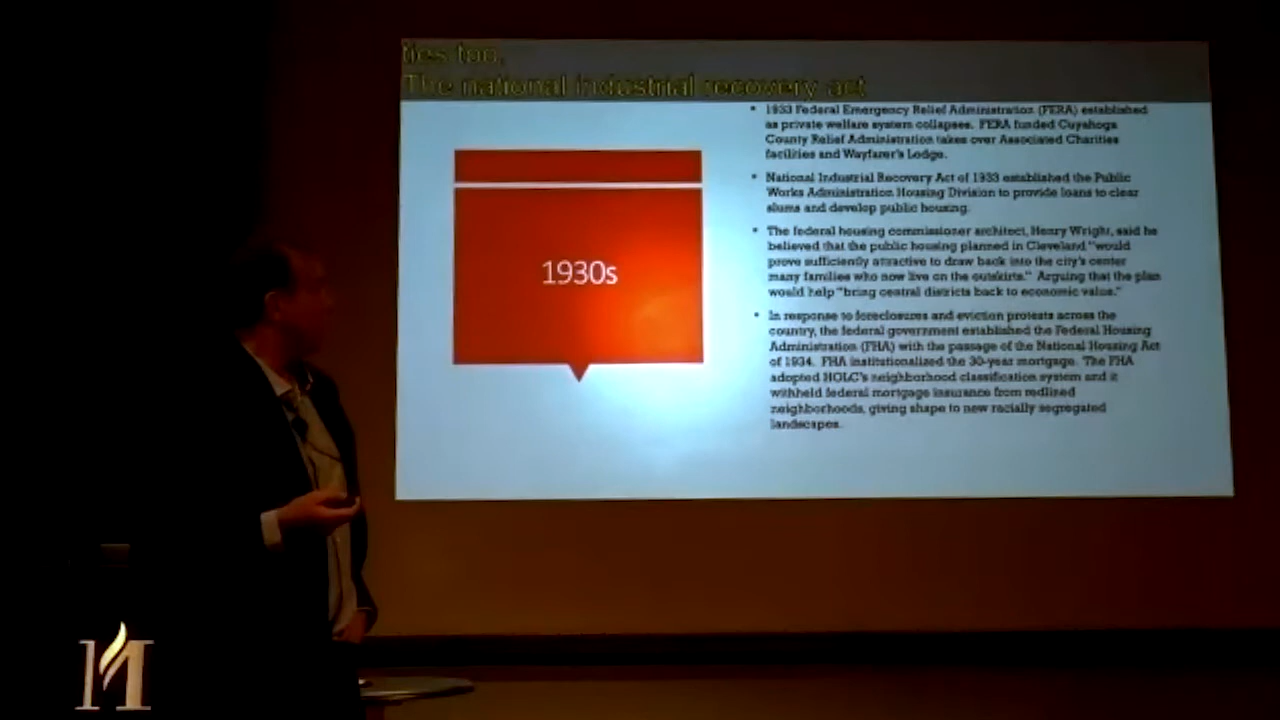 ties too,
The national industrial recovery act
1930s
• 1933 Federal Emergency Relief Administration (FERA) established
as private welfare system collapses. FERA funded Cuyahoga
County Relief Administration takes over Associated Charities
facilities and Wayfarer's Lodge.
• National Industrial Recovery Act of 1933 established the Public
Works Administration Housing Division to provide loans to clear
slums and develop public housing.
• The federal housing commissioner architect, Henry Wright, said he
believed that the public housing planned in Cleveland "would
prove sufficiently attractive to draw back into the city's center
many families who now live on the outskirts." Arguing that the plan
would help "bring central districts back to economic value."
• In response to foreclosures and eviction protests across the
country, the federal government established the Federal Housing
Administration (FHA) with the passage of the National Housing Act
of 1934. FHA institutionalized the 30-year mortgage. The FHA
adopted HOLC's neighborhood classification system and it
withheld federal mortgage insurance from redlined
neighborhoods, giving shape to new racially segregated
landscapes.